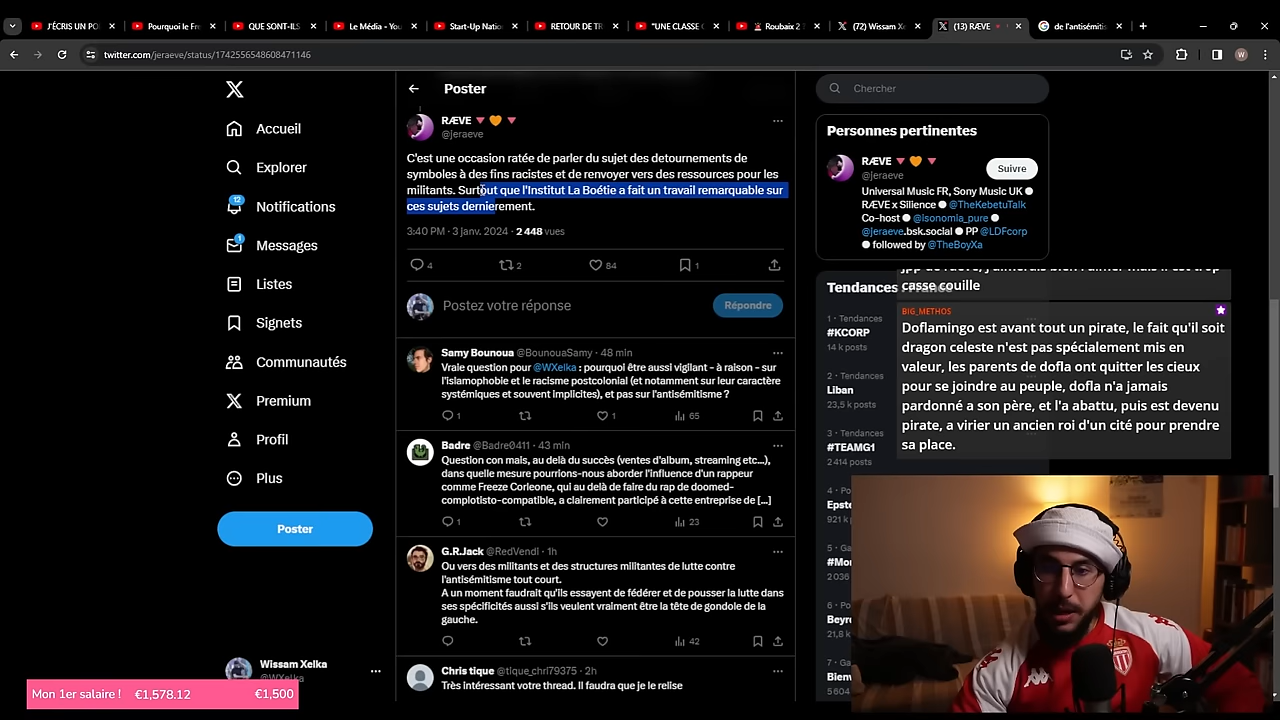 J'ÉCRIS UN PO
Pourquoi le Fre
QUE SONT-ILS
Le Média - You
Start-Up Natio
RETOUR DE TR
"UNE CLASSE
Roubaix 2
(72) Wissam Xe
(13) RÆVE
de l'antisémitis
twitter.com/jeraeve/status/1742556548608471146
W
Accueil
Explorer
12
Notifications
1
Messages
Listes
Signets
Communautés
Premium
Profil
Plus
Poster
Wissam Xelka
@WXelka
Mon 1er salaire ! €1,578.12 €1,500
Poster
RÆVE
@jeraeve
C'est une occasion ratée de parler du sujet des detournements de
symboles à des fins racistes et de renvoyer vers des ressources pour les
militants. Surtout que l'Institut La Boétie a fait un travail remarquable sur
ces sujets dernierement.
3:40 PM · 3 janv. 2024 · 2 448 vues
4 2 84 1
Postez votre réponse
Répondre
Samy Bounoua @BounouaSamy · 48 min
Vraie question pour @WXelka : pourquoi être aussi vigilant - à raison - sur
l'islamophobie et le racisme postcolonial (et notamment sur leur caractère
systémiques et souvent implicites), et pas sur l'antisémitisme ?
1 1 65
Badre @Badre0411 · 43 min
Question con mais, au delà du succès (ventes d'album, streaming etc...),
dans quelle mesure pourrions-nous aborder l'influence d'un rappeur
comme Freeze Corleone, qui au delà de faire du rap de doomed-
complotisto-compatible, a clairement participé à cette entreprise de [...]
1 23
G.R.Jack @RedVendi · 1h
Ou vers des militants et des structures militantes de lutte contre
l'antisémitisme tout court.
A un moment faudrait qu'ils essayent de fédérer et de pousser la lutte dans
ses spécificités aussi s'ils veulent vraiment être la tête de gondole de la
gauche.
42
Chris tique @tique_chri79375 · 2h
Très intéressant votre thread. Il faudra que je le relise
Chercher
Personnes pertinentes
RÆVE
@jeraeve
Suivre
Universal Music FR, Sony Music UK
RÆVE x Silience @TheKebetuTalk
Co-host @Isonomia_pure
@jeraeve.bsk.social PP @LDFcorp
followed by @TheBoyXa
Tendances
1 · Tendances
#KCORP
14 k posts
2 · Tendances
Liban
23,5 k posts
3 · Tendances
#TEAMG1
2 414 posts
4 · Po
Epste
921 k p
5 · Ga
#Mo
2 036
6 · Po
Beyr
21,8 k
7 · Ga
Bienv
5 604
jpp de raeve, j'aimerais bien l'aimer mais il est trop
casse couille
BIG_METHOS
Doflamingo est avant tout un pirate, le fait qu'il soit
dragon celeste n'est pas spécialement mis en
valeur, les parents de dofla ont quitter les cieux
pour se joindre au peuple, dofla n'a jamais
pardonné a son père, et l'a abattu, puis est devenu
pirate, a virier un ancien roi d'un cité pour prendre
sa place.